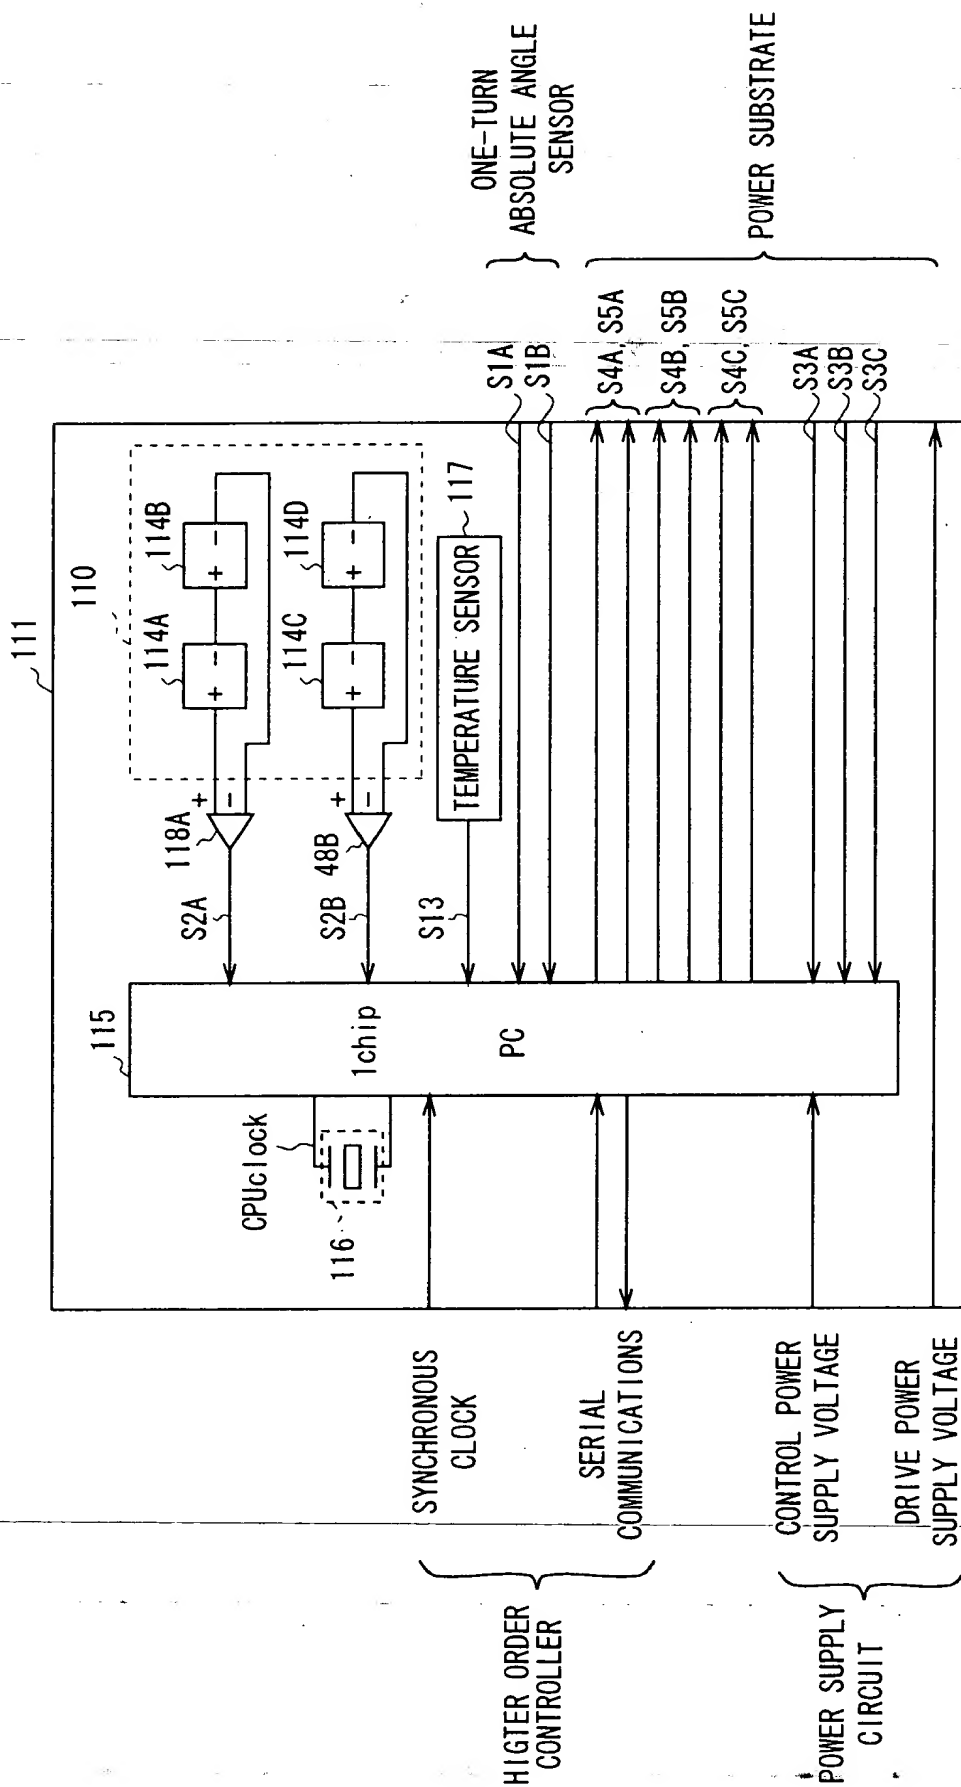 111
110
114A
114B
+ -
+ -
118A
+
-
S2A
114C
114D
+ -
+ -
48B
+
-
S2B
TEMPERATURE SENSOR
117
S13
115
1chip
PC
CPUclock
116
S1A
S1B
ONE-TURN
ABSOLUTE ANGLE
SENSOR
S4A, S5A
S4B, S5B
S4C, S5C
S3A
S3B
S3C
POWER SUBSTRATE
SYNCHRONOUS
CLOCK
SERIAL
COMMUNICATIONS
HIGTER ORDER
CONTROLLER
CONTROL POWER
SUPPLY VOLTAGE
DRIVE POWER
SUPPLY VOLTAGE
POWER SUPPLY
CIRCUIT